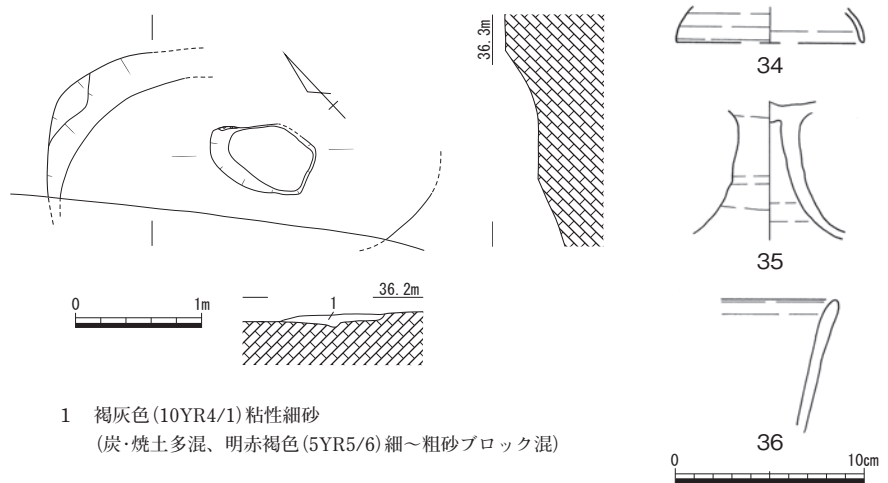 36.3m
34
35
36
0 10cm
36.2m
1
0 1m
1 褐灰色(10YR4/1)粘性細砂
(炭・焼土多混、明赤褐色(5YR5/6)細～粗砂ブロック混)